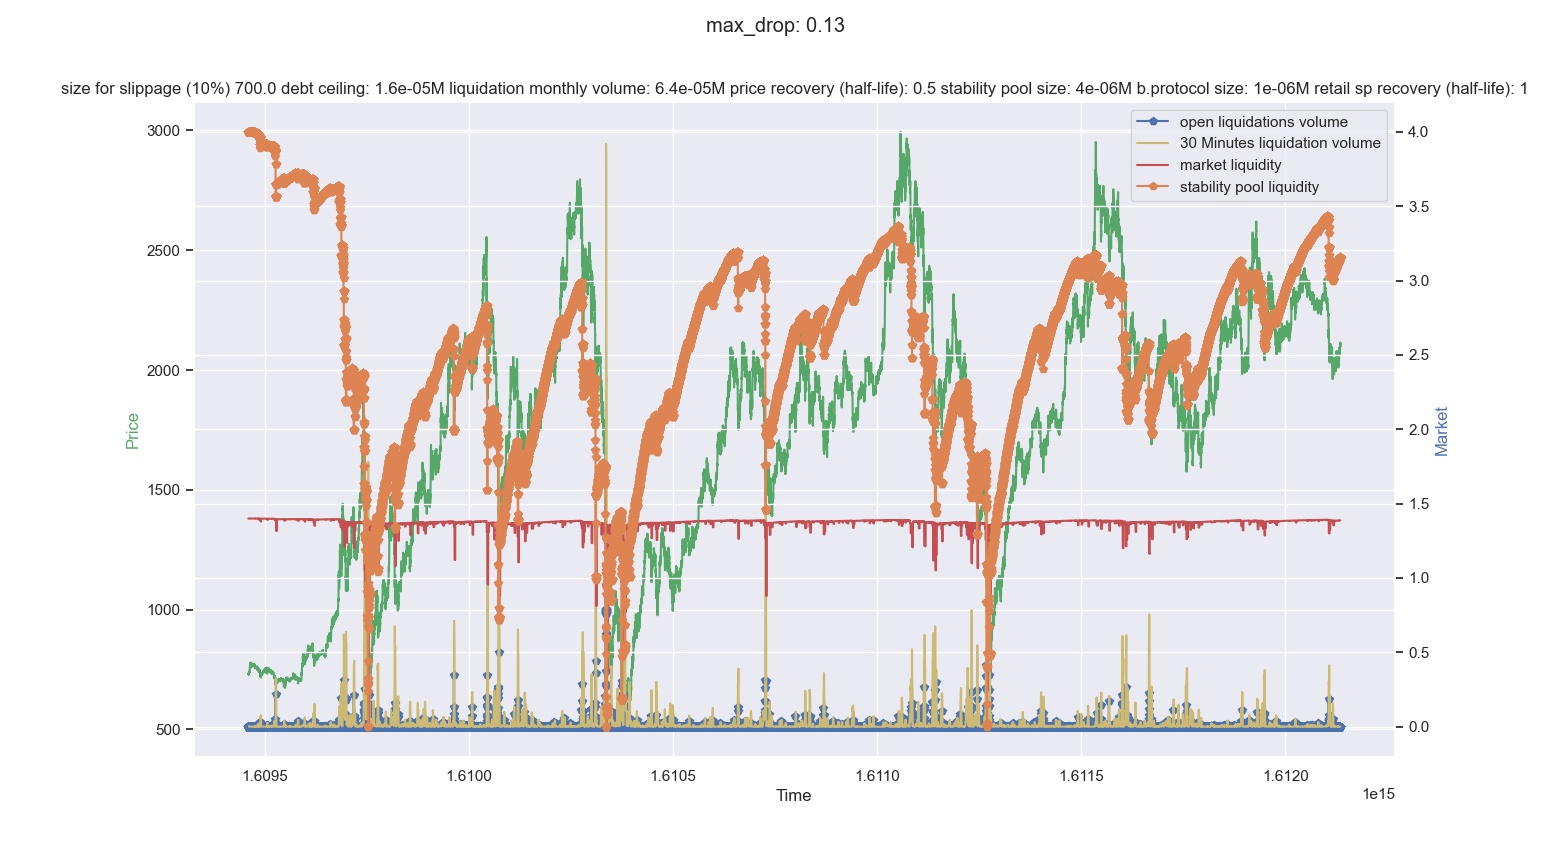 max_drop: 0.13
size for slippage (10%) 700.0 debt ceiling: 1.6e-05M liquidation monthly volume: 6.4e-05M price recovery (half-life): 0.5 stability pool size: 4e-06M b.protocol size: 1e-06M retail sp recovery (half-life): 1
open liquidations volume
30 Minutes liquidation volume
market liquidity
stability pool liquidity
3000
2500
2000
1500
1000
500
Price
4.0
3.5
3.0
2.5
2.0
1.5
1.0
0.5
0.0
Market
1.6095
1.6100
1.6105
1.6110
1.6115
1.6120
Time
1e15